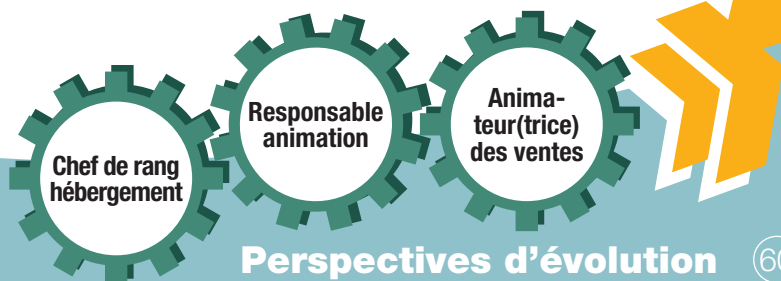 Chef de rang
hébergement
Responsable
animation
Anima-
teur(trice)
des ventes
Perspectives d'évolution
60